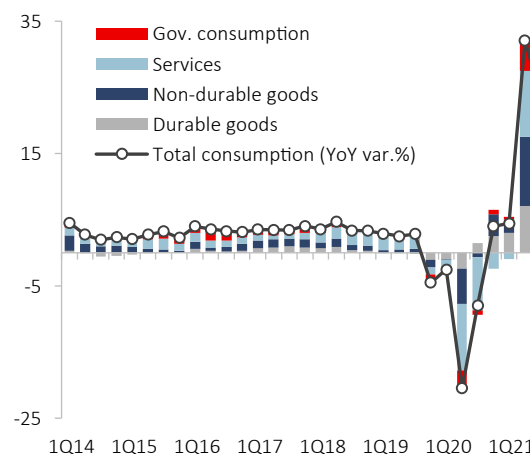 35
Gov. consumption
Services
Non-durable goods
Durable goods
15
Total consumption (YoY var.%)
-5
-25
1Q14 1Q15 1Q16 1Q17 1Q18 1Q19 1Q20 1Q21